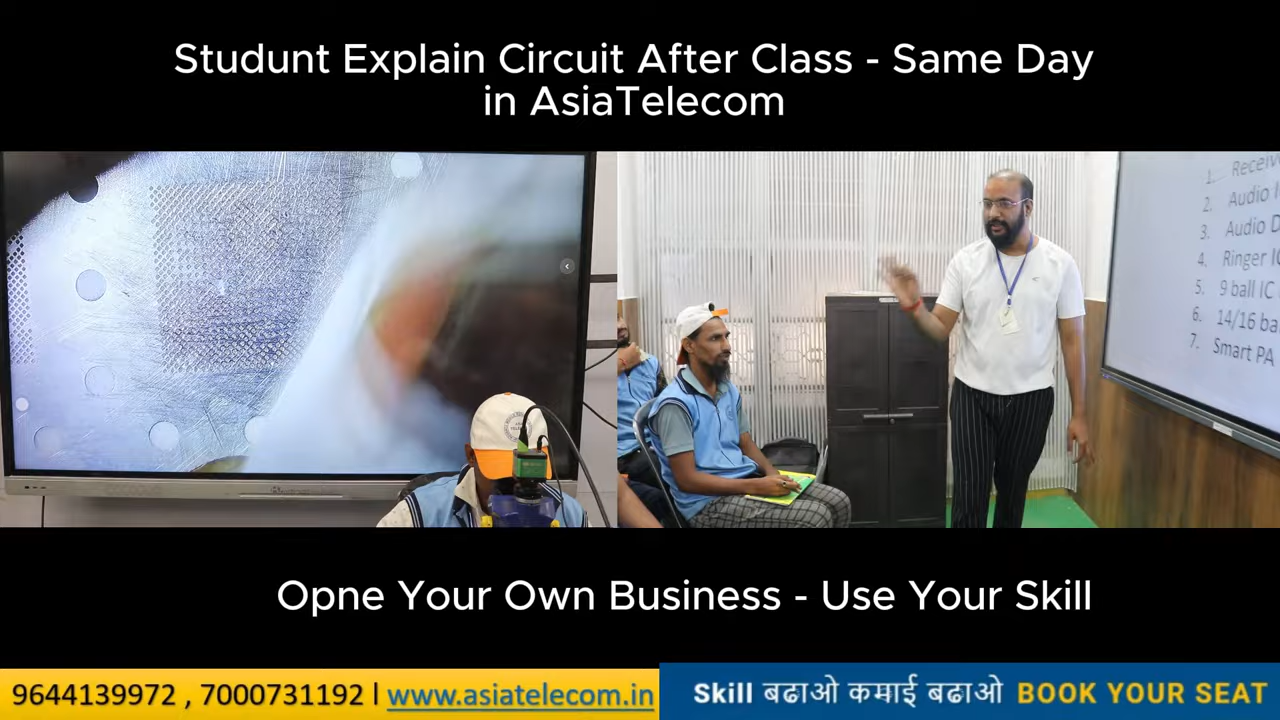 Studunt Explain Circuit After Class - Same Day
in AsiaTelecom
1. Receiv
2. Audio
3. Audio D
4. Ringer IC
5. 9 ball IC
6. 14/16 ba
7. Smart PA
Opne Your Own Business - Use Your Skill
9644139972 , 7000731192 | www.asiatelecom.in
Skill बढाओ कमाई बढाओ BOOK YOUR SEAT